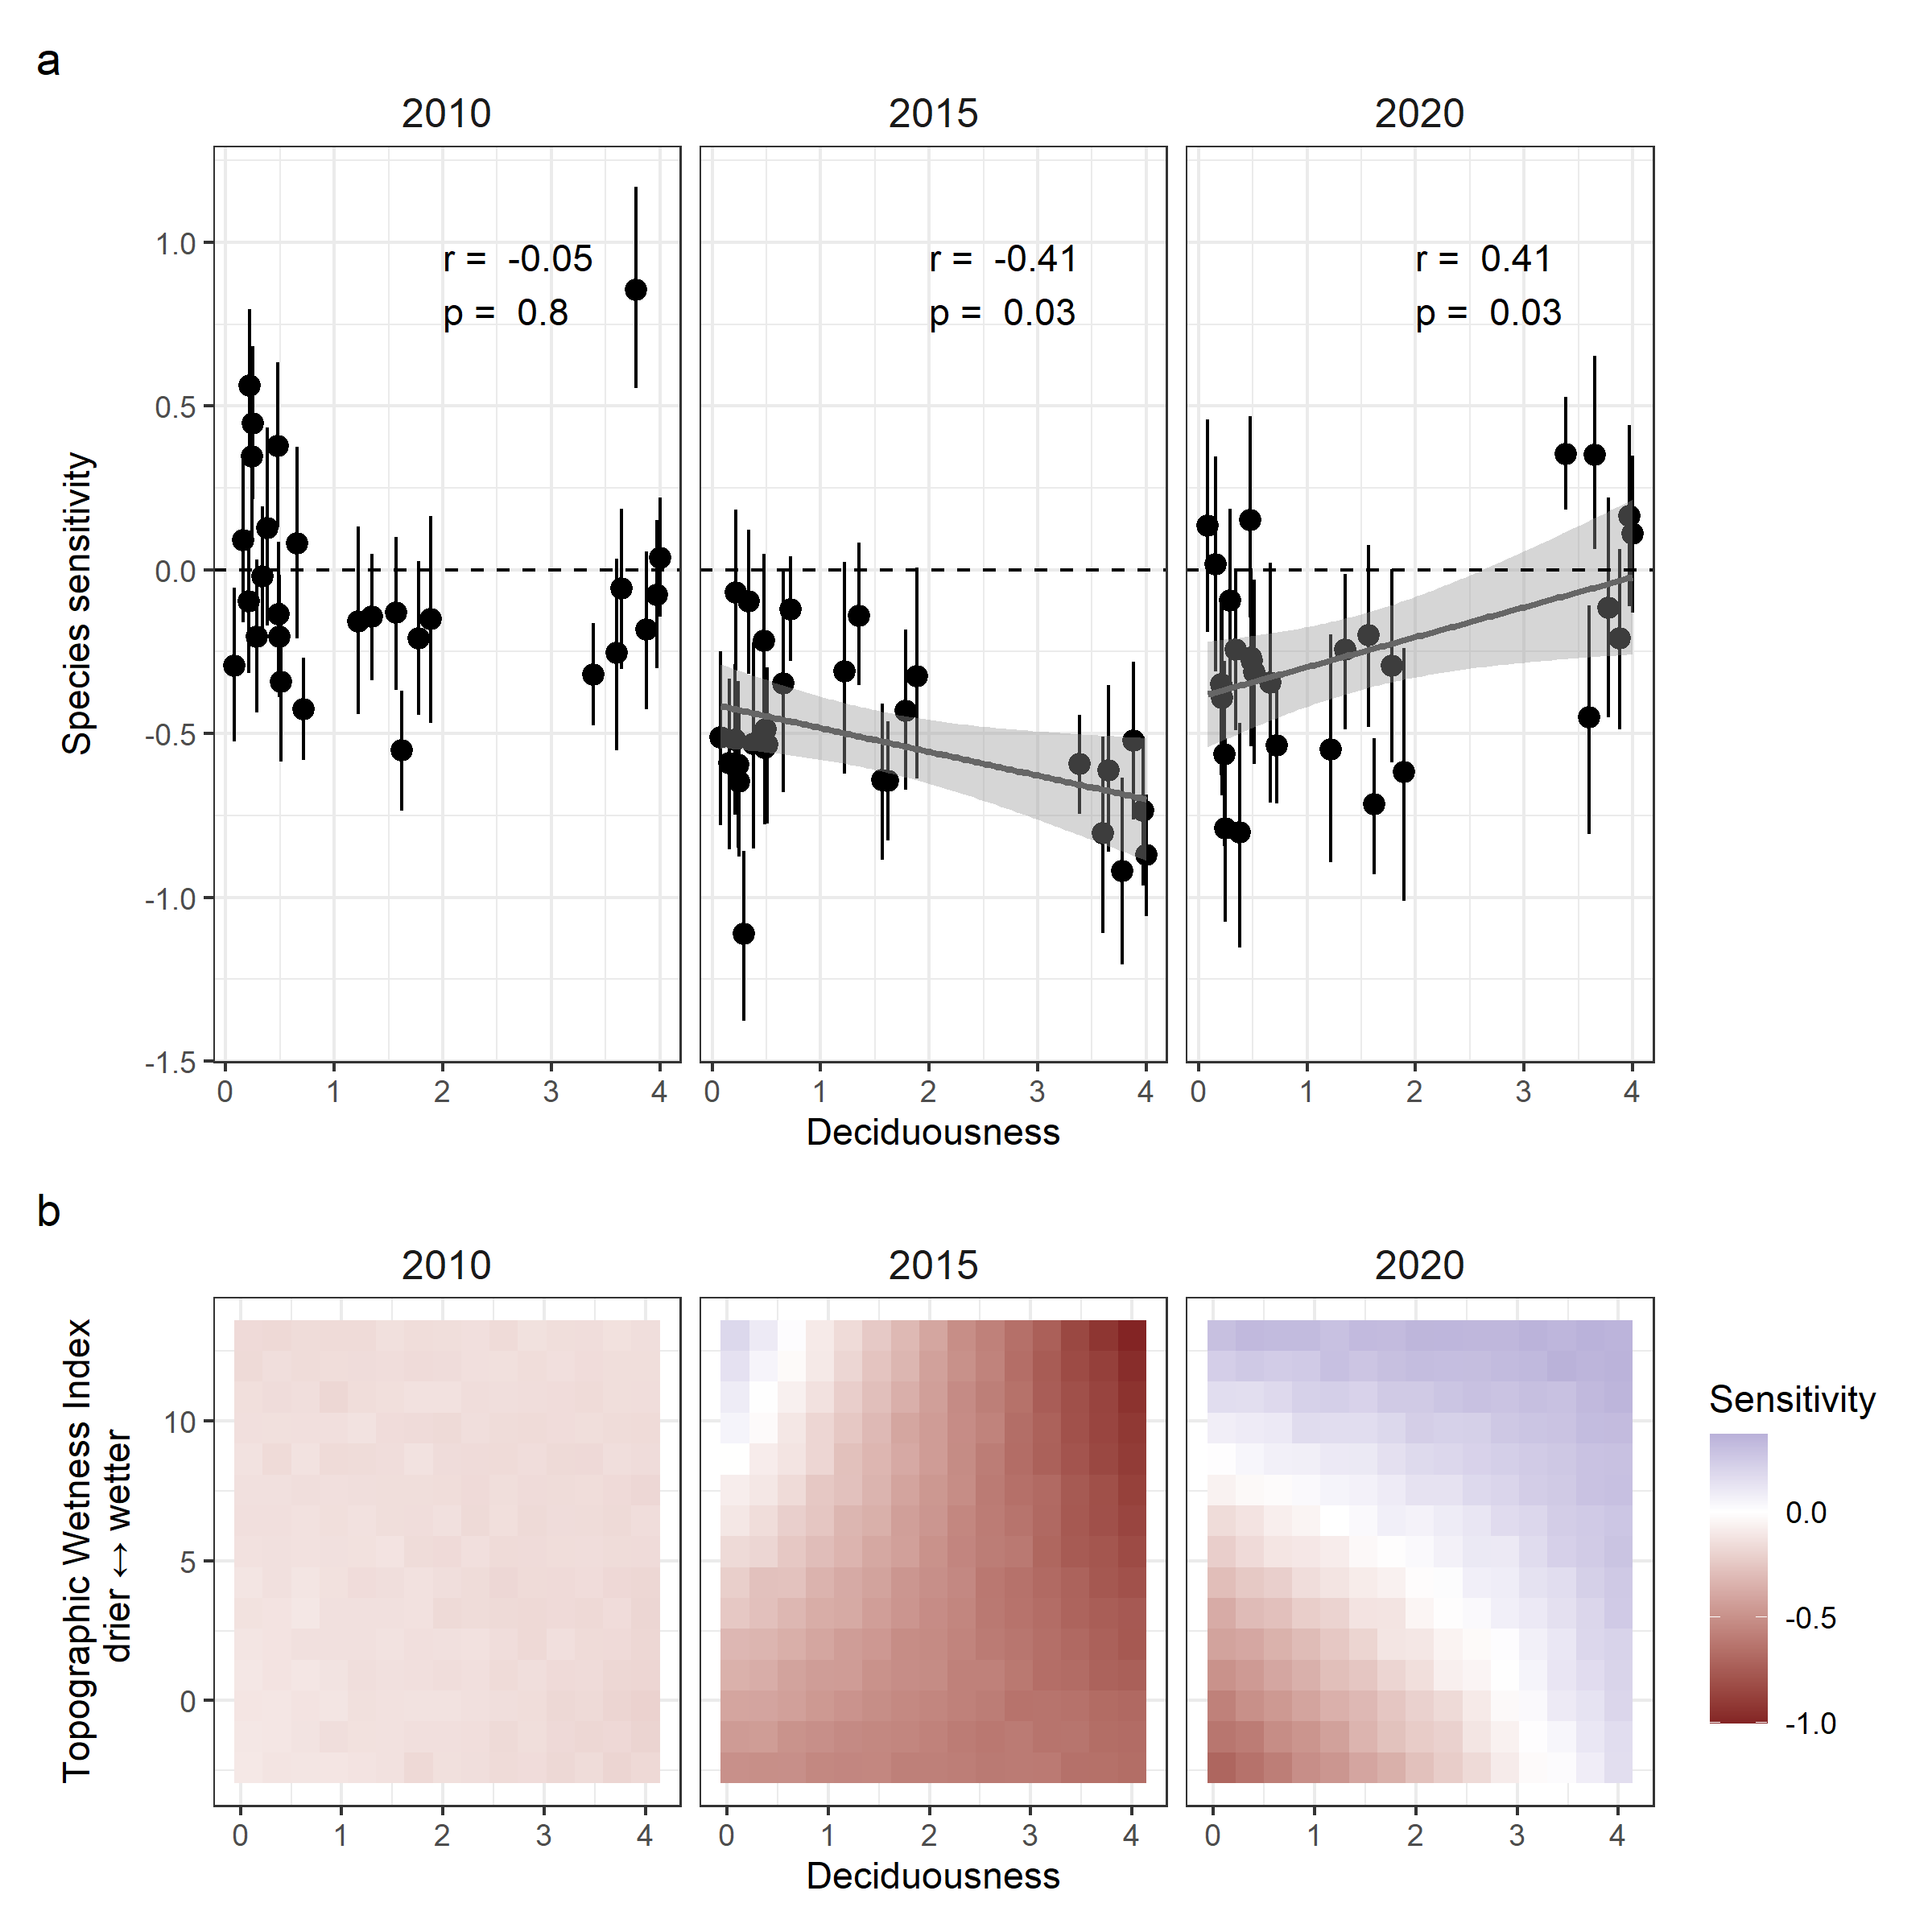 a
2010 2015 2020
Species sensitivity
1.0
0.5
0.0
-0.5
-1.0
-1.5
r = -0.05
p = 0.8
r = -0.41
p = 0.03
r = 0.41
p = 0.03
0 1 2 3 4 0 1 2 3 4 0 1 2 3 4
Deciduousness
b
2010 2015 2020
Topographic Wetness Index
drier ↔ wetter
10
5
0
Sensitivity
0.0
-0.5
-1.0
0 1 2 3 4 0 1 2 3 4 0 1 2 3 4
Deciduousness